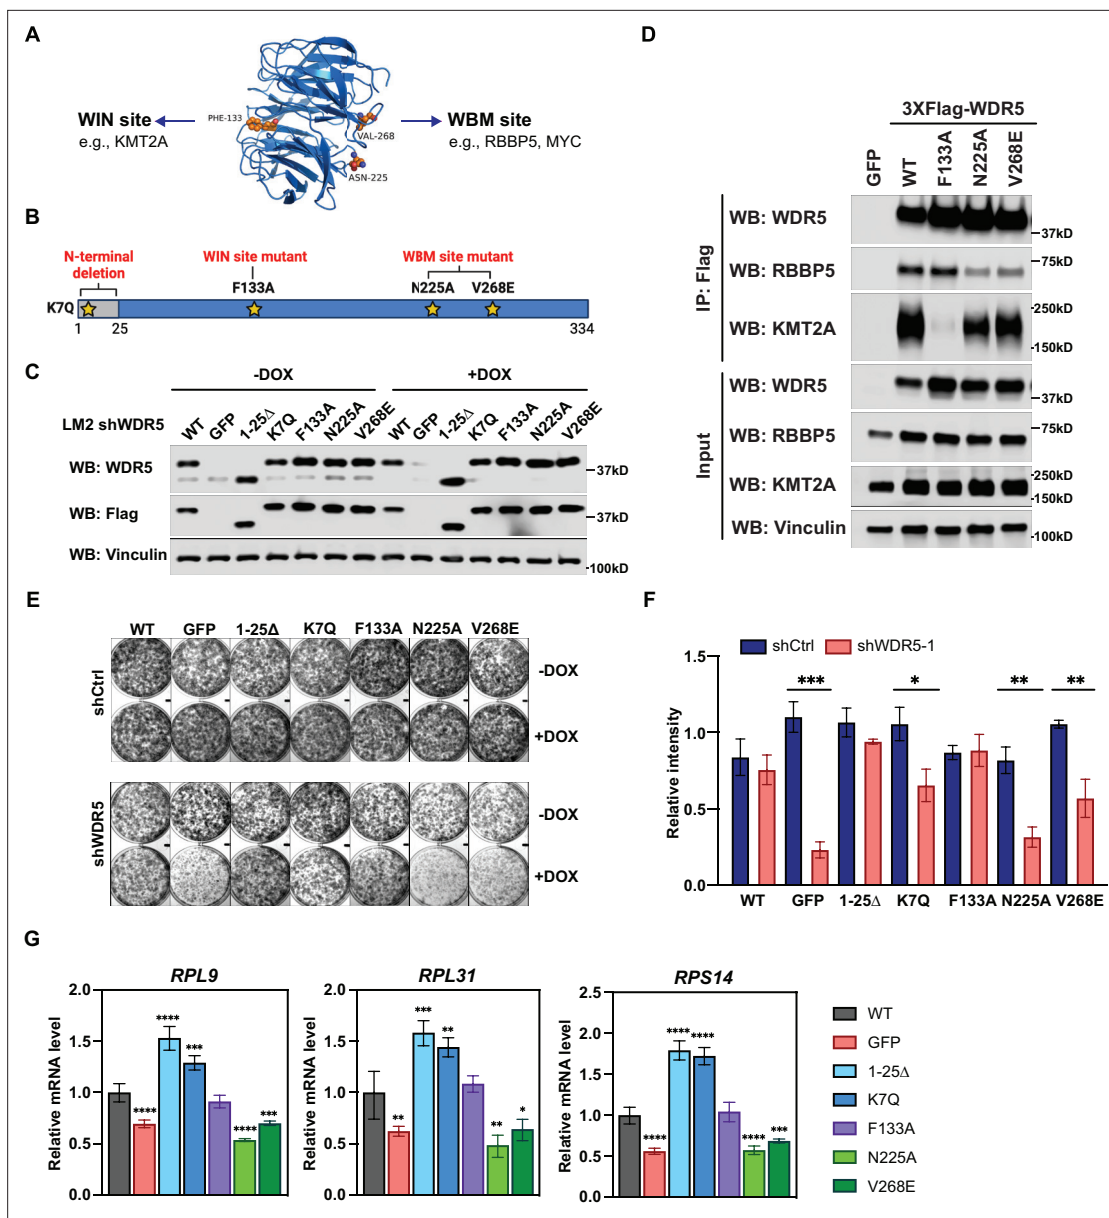 A
WIN site
e.g., KMT2A
PHE-133
VAL-268
ASN-225
WBM site
e.g., RBBP5, MYC
B
N-terminal
deletion
WIN site mutant
WBM site mutant
F133A
N225A V268E
K7Q
1 25 334
C
-DOX +DOX
LM2 shWDR5
WT GFP 1-25Δ K7Q F133A N225A V268E WT GFP 1-25Δ K7Q F133A N225A V268E
WB: WDR5
37kD
WB: Flag
37kD
WB: Vinculin
100kD
D
3XFlag-WDR5
GFP WT F133A N225A V268E
IP: Flag
WB: WDR5
-37kD
WB: RBBP5
-75kD
WB: KMT2A
-250kD
-150kD
Input
WB: WDR5
-37kD
WB: RBBP5
-75kD
WB: KMT2A
-250kD
-150kD
WB: Vinculin
-100kD
E
WT GFP 1-25Δ K7Q F133A N225A V268E
shCtrl
-DOX
+DOX
shWDR5
-DOX
+DOX
F
shCtrl shWDR5-1
Relative intensity
1.5
1.0
0.5
0.0
*** * ** **
WT GFP 1-25Δ K7Q F133A N225A V268E
G
RPL9
Relative mRNA level
2.0
1.5
1.0
0.5
0.0
**** **** *** **** ***
RPL31
Relative mRNA level
2.0
1.5
1.0
0.5
0.0
** *** ** ** *
RPS14
Relative mRNA level
2.5
2.0
1.5
1.0
0.5
0.0
**** **** **** **** ***
WT
GFP
1-25Δ
K7Q
F133A
N225A
V268E